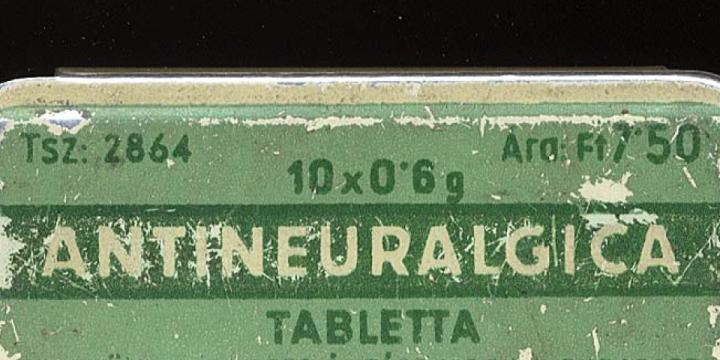 Tsz: 2864 Ára: Ft 7·50
10x0·6 g
ANTINEURALGICA
TABLETTA